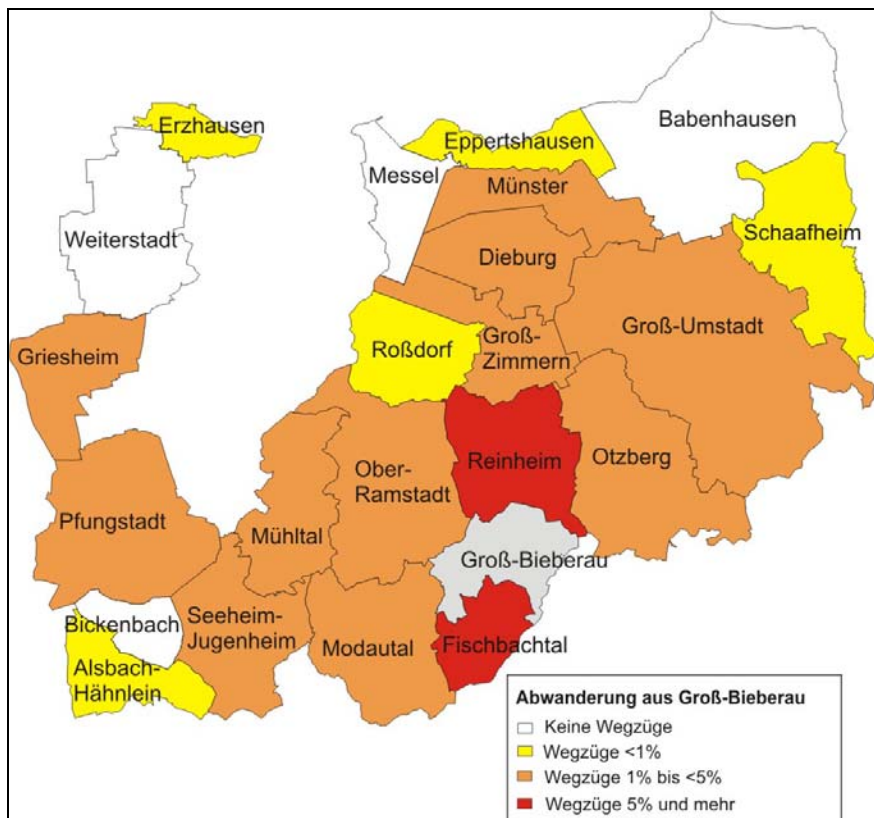 Erzhausen
Babenhausen
Eppertshausen
Messel
Münster
Weiterstadt
Schaafheim
Dieburg
Groß-Umstadt
Griesheim
Roßdorf
Groß-
Zimmern
Reinheim
Otzberg
Ober-
Ramstadt
Pfungstadt
Mühltal
Groß-Bieberau
Bickenbach
Seeheim-
Jugenheim
Modautal
Fischbachtal
Alsbach-
Hähnlein
Abwanderung aus Groß-Bieberau
Keine Wegzüge
Wegzüge <1%
Wegzüge 1% bis <5%
Wegzüge 5% und mehr